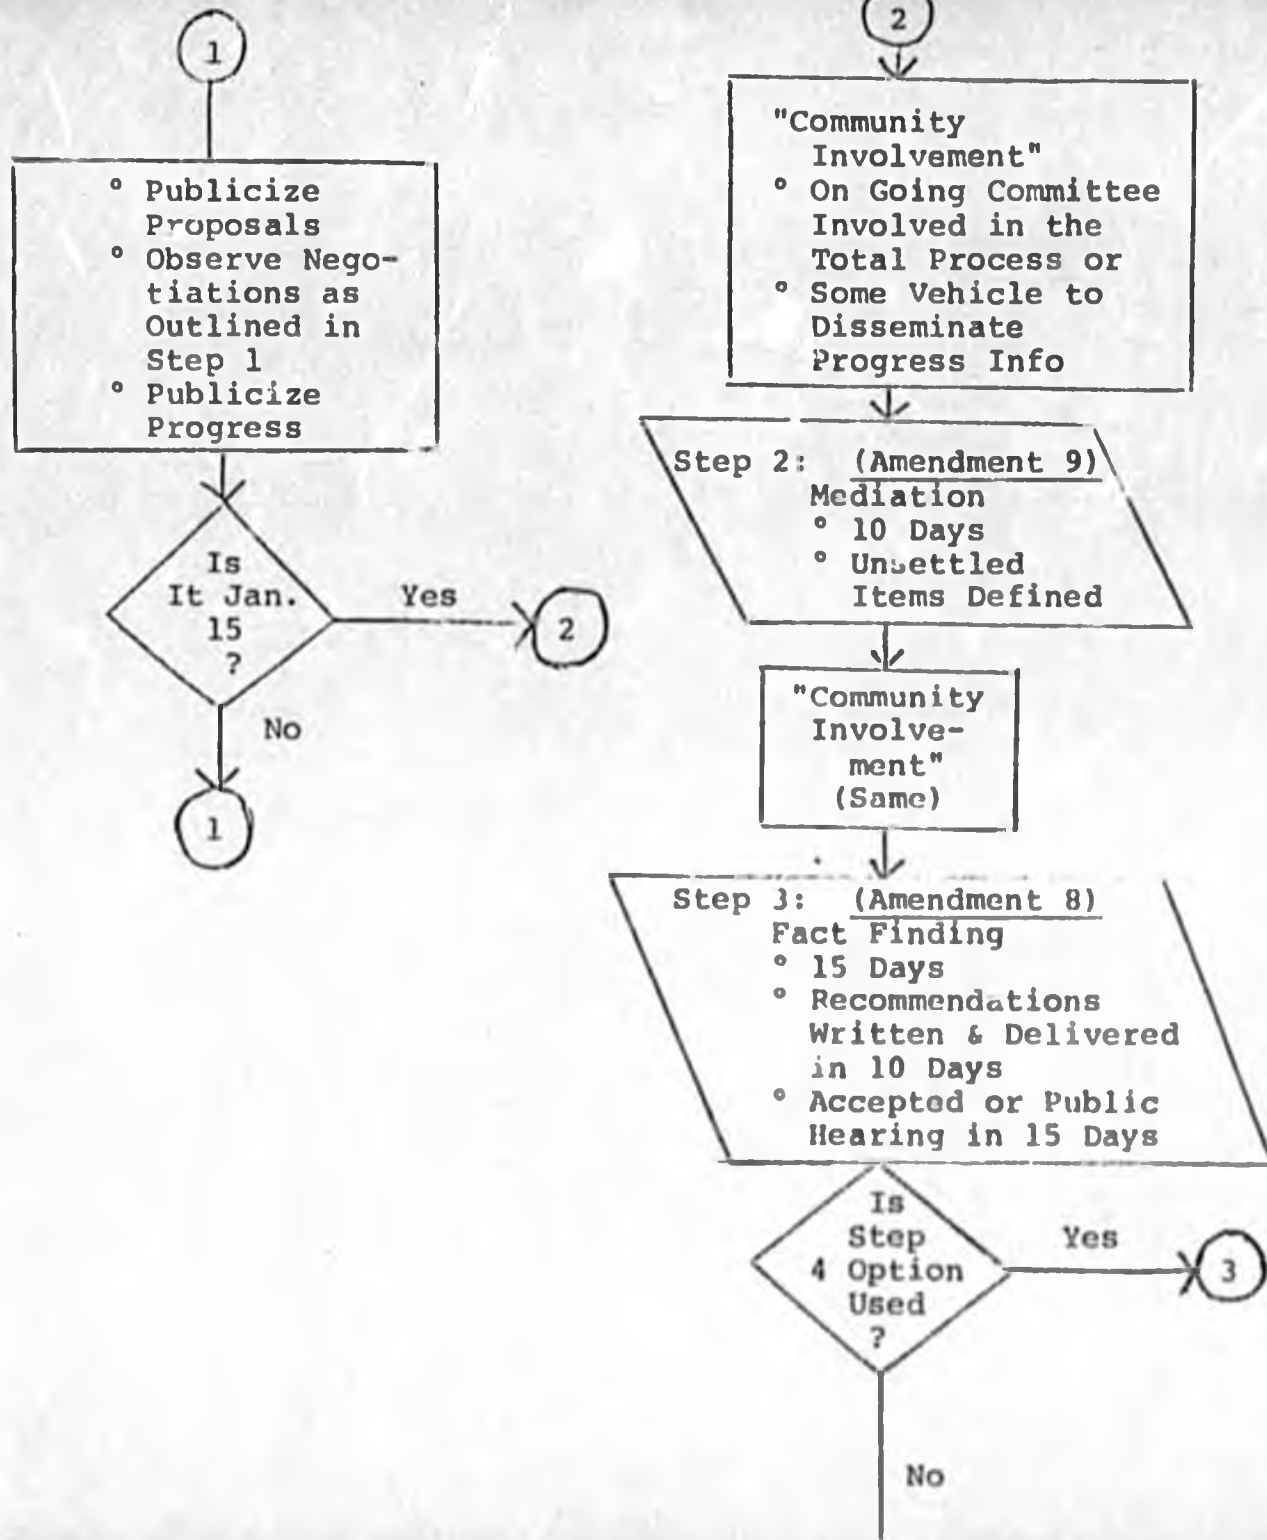 1
° Publicize
Proposals
° Observe Nego-
tiations as
Outlined in
Step 1
° Publicize
Progress
Is
It Jan.
15
?
Yes
2
No
1
2
"Community
Involvement"
° On Going Committee
Involved in the
Total Process or
° Some Vehicle to
Disseminate
Progress Info
Step 2: (Amendment 9)
Mediation
° 10 Days
° Unsettled
Items Defined
"Community
Involve-
ment"
(Same)
Step 3: (Amendment 8)
Fact Finding
° 15 Days
° Recommendations
Written & Delivered
in 10 Days
° Accepted or Public
Hearing in 15 Days
Is
Step
4 Option
Used
?
Yes
3
No